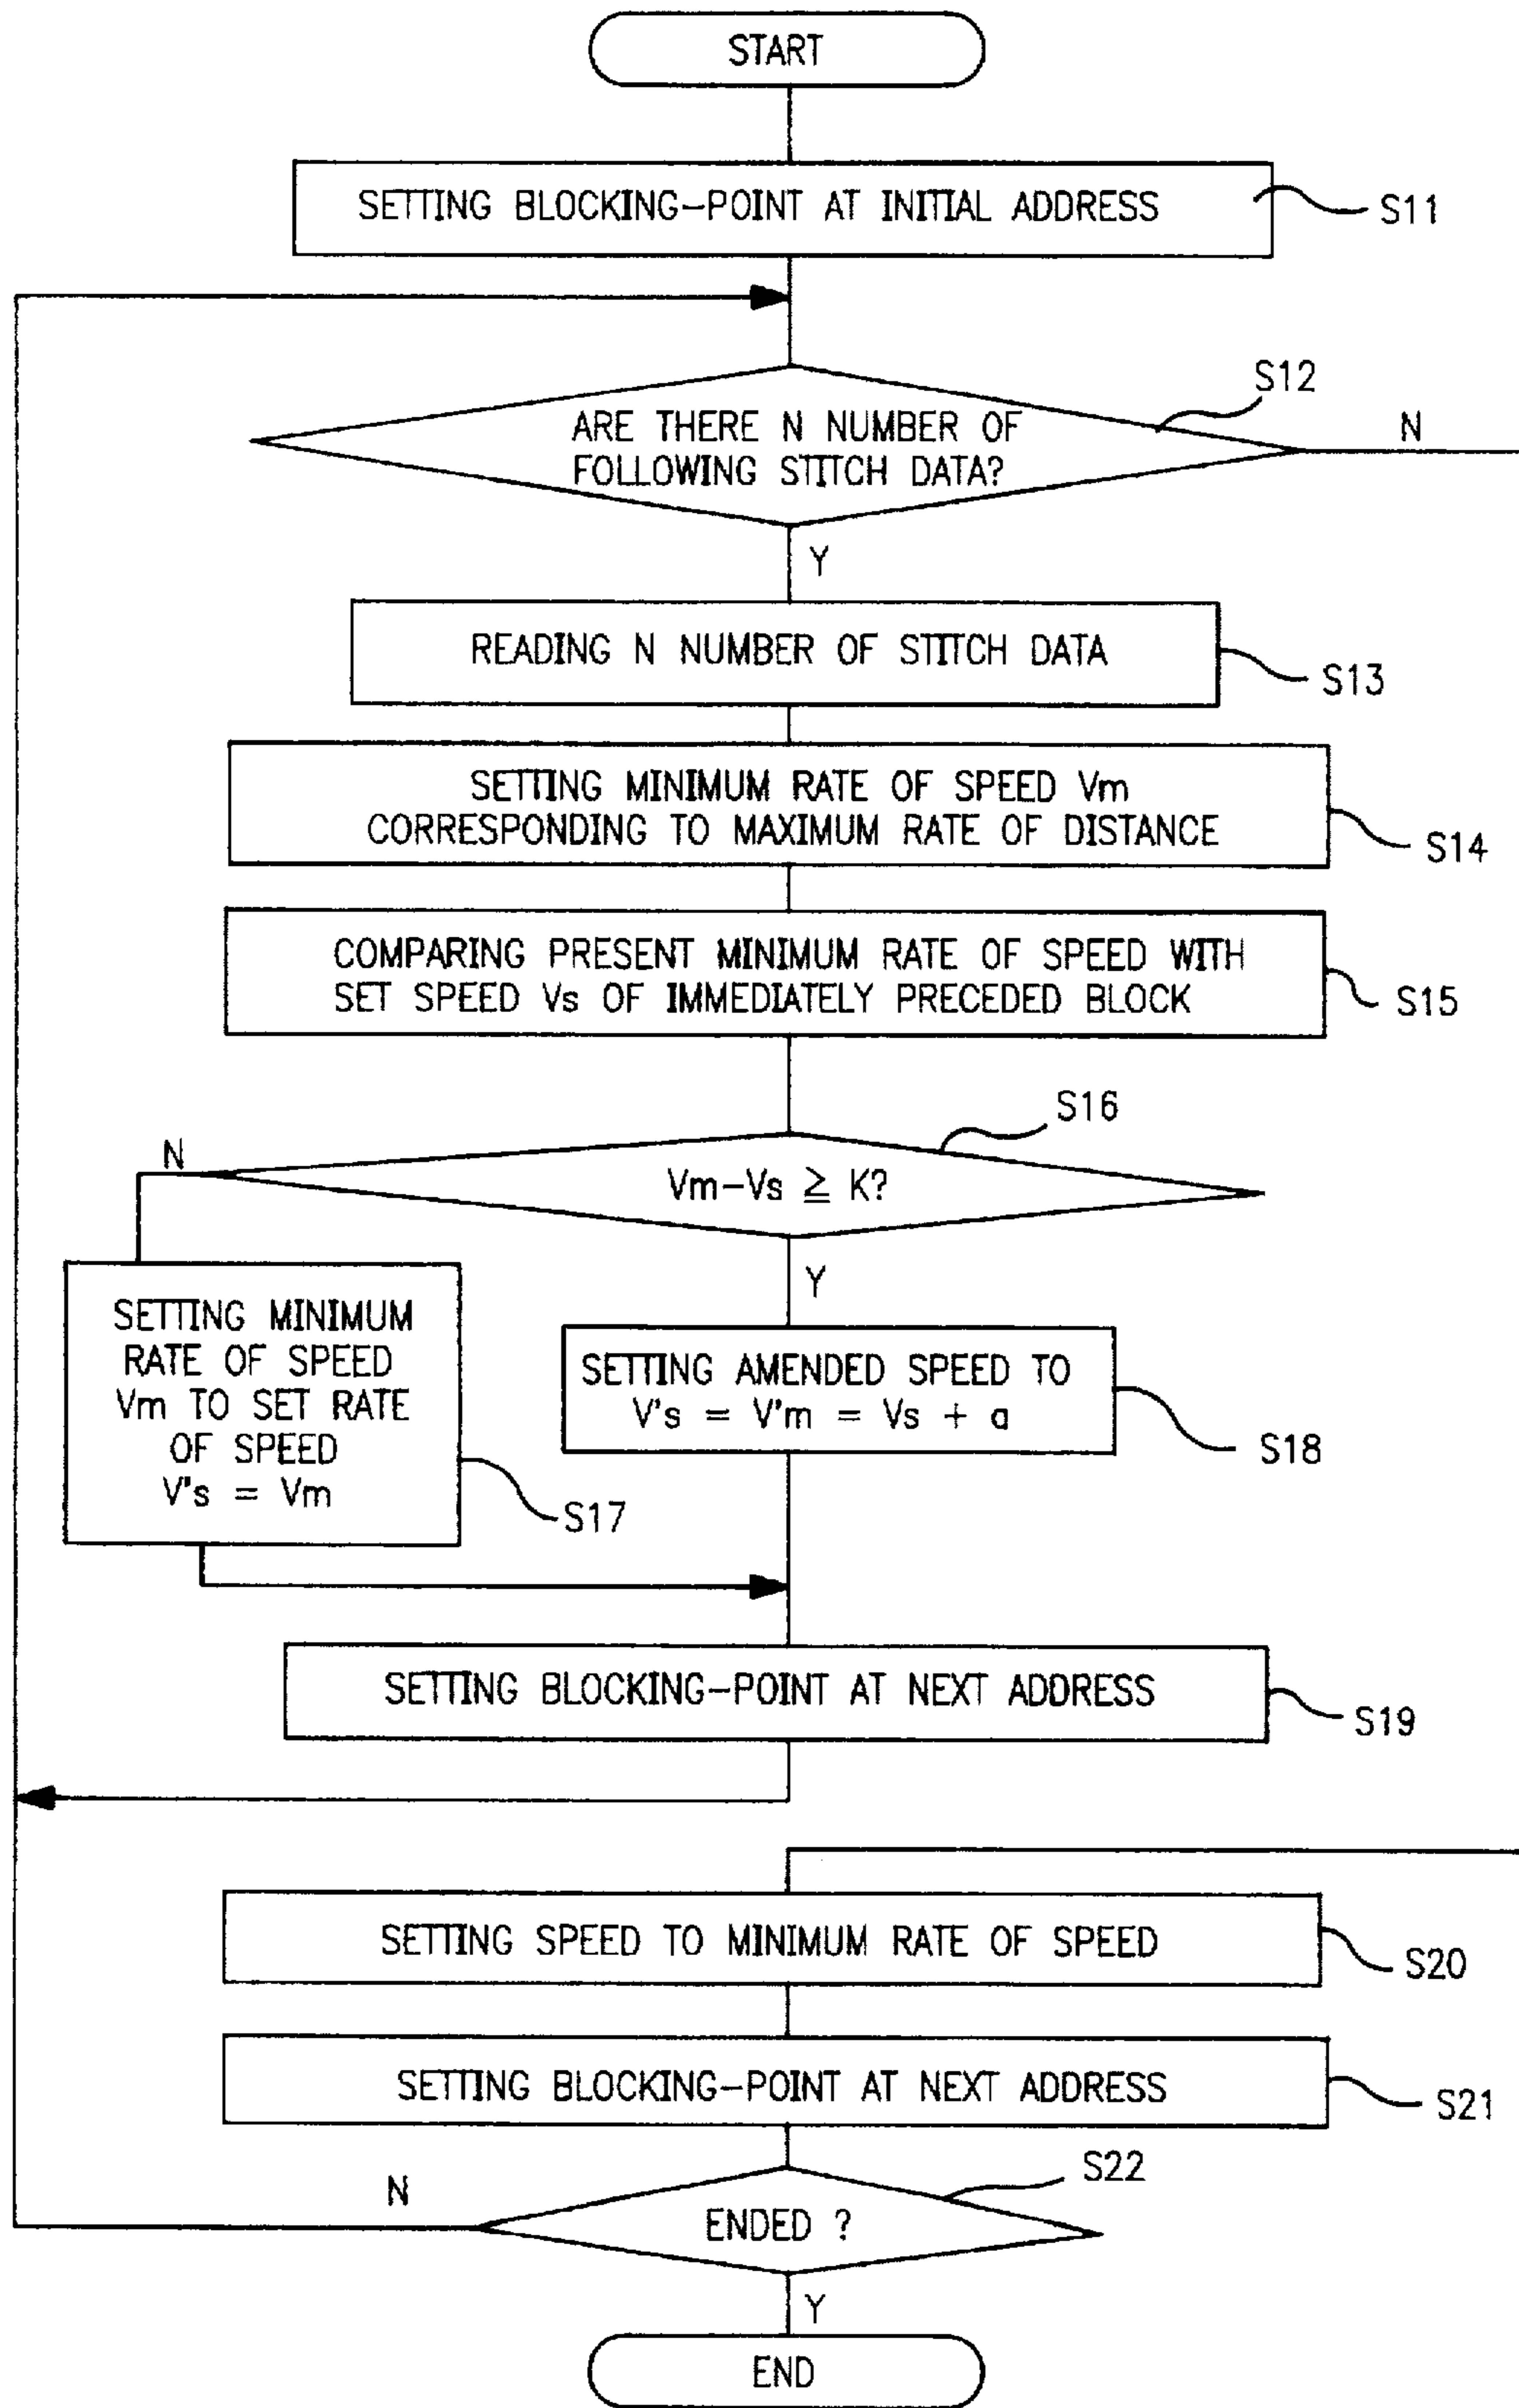 START
SETTING BLOCKING-POINT AT INITIAL ADDRESS
S11
S12
ARE THERE N NUMBER OF
FOLLOWING STITCH DATA?
N
Y
READING N NUMBER OF STITCH DATA
S13
SETTING MINIMUM RATE OF SPEED Vm
CORRESPONDING TO MAXIMUM RATE OF DISTANCE
S14
COMPARING PRESENT MINIMUM RATE OF SPEED WITH
SET SPEED Vs OF IMMEDIATELY PRECEDED BLOCK
S15
S16
N
Vm-Vs ≧ K?
Y
SETTING MINIMUM
RATE OF SPEED
Vm TO SET RATE
OF SPEED
V's = Vm
S17
SETTING AMENDED SPEED TO
V's = V'm = Vs + a
S18
SETTING BLOCKING-POINT AT NEXT ADDRESS
S19
SETTING SPEED TO MINIMUM RATE OF SPEED
S20
SETTING BLOCKING-POINT AT NEXT ADDRESS
S21
S22
N
ENDED ?
Y
END